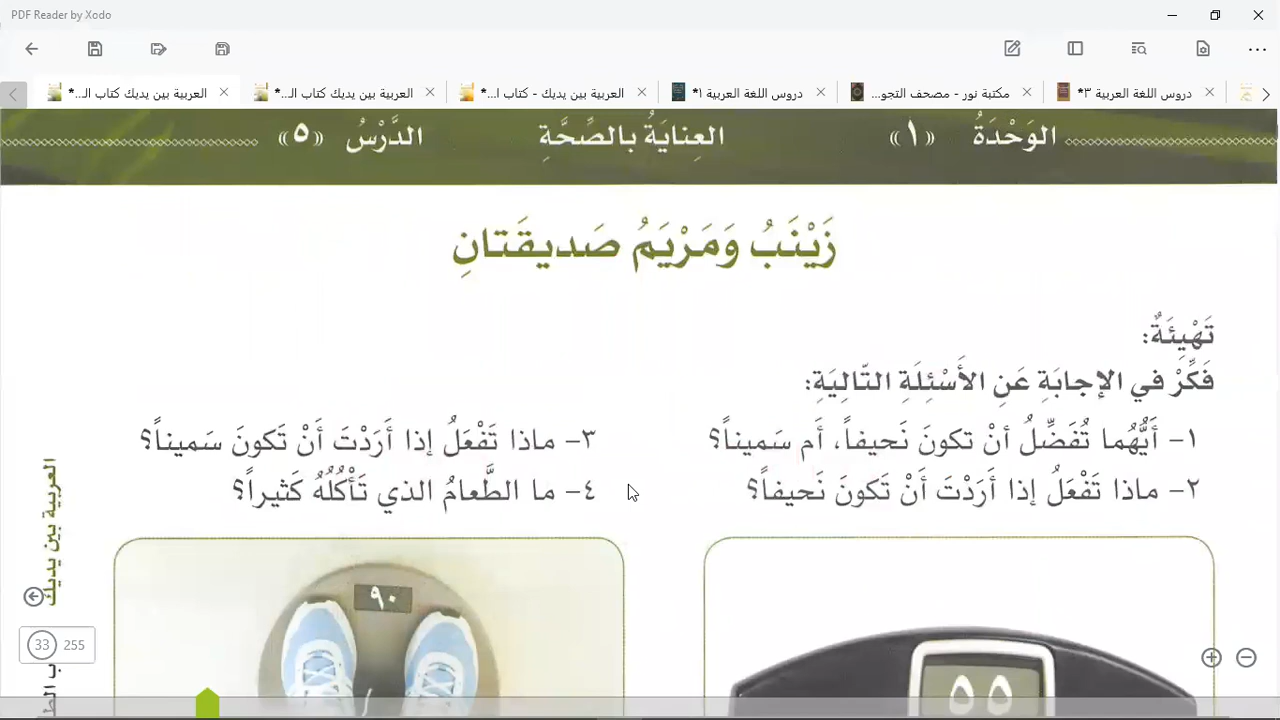 PDF Reader by Xodo
العربية بين يديك كتاب الـ...*
العربية بين يديك كتاب الـ...*
العربية بين يديك - كتاب ا...*
دروس اللغة العربية ١*
مكتبة نور - مصحف التجو...
دروس اللغة العربية ٣*
الوَحْدَةُ ((١)) العِنايَةُ بالصِّحَّةِ الدَّرْسُ ((٥))
زَيْنَبُ وَمَرْيَمُ صَديقَتانِ
تَهْيِئَةٌ:
فَكِّرْ في الإجابَةِ عَنِ الأَسْئِلَةِ التّالِيَةِ:
١- أَيُّهُما تُفَضِّلُ أنْ تكونَ نَحيفاً، أَم سَميناً؟
٢- ماذا تَفْعَلُ إذا أَرَدْتَ أَنْ تَكونَ نَحيفاً؟
٣- ماذا تَفْعَلُ إذا أَرَدْتَ أَنْ تَكونَ سَميناً؟
٤- ما الطَّعامُ الذي تَأْكُلُهُ كَثيراً؟
٥٥
٩٠
العربية بين يديك
33 255